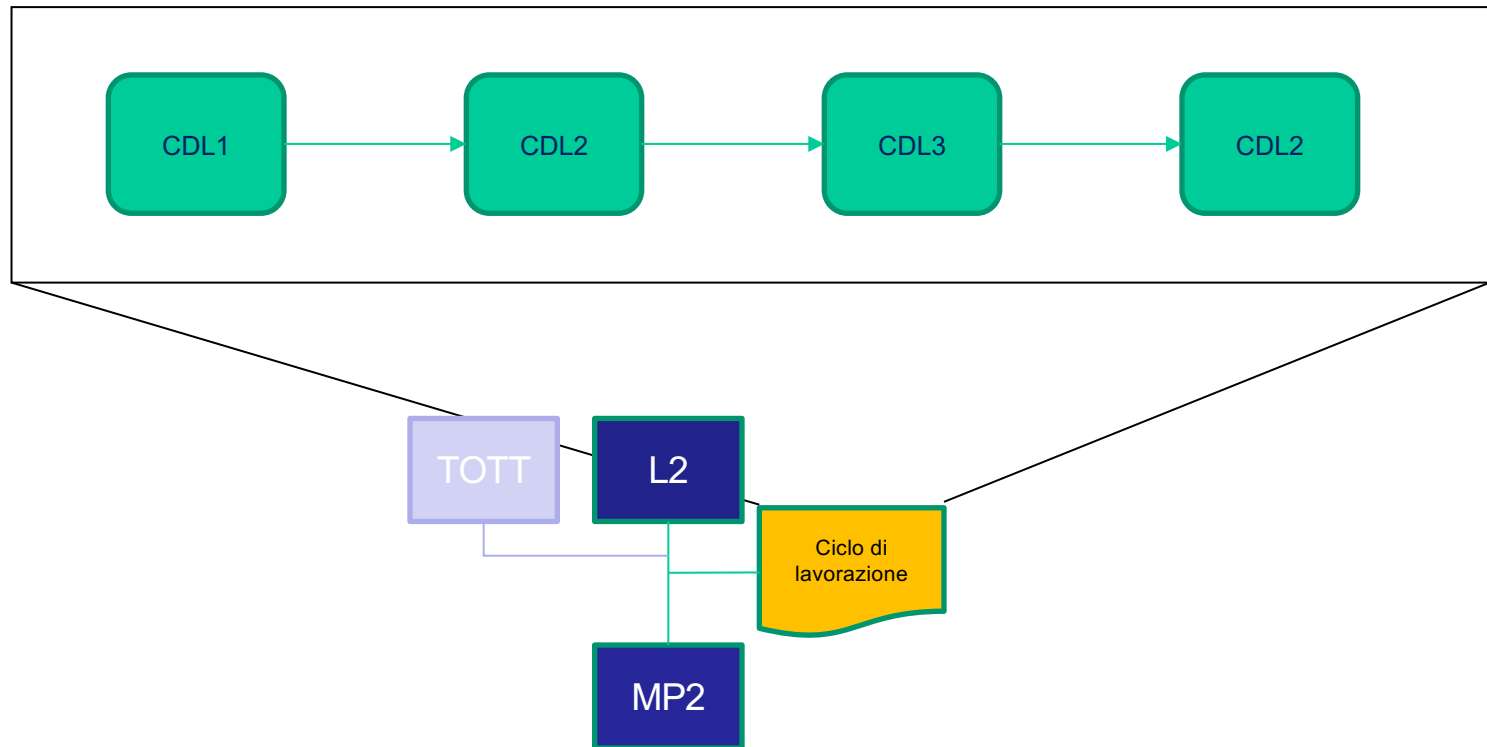 CDL1
CDL2
CDL3
CDL2
TOTT
L2
Ciclo di
lavorazione
MP2